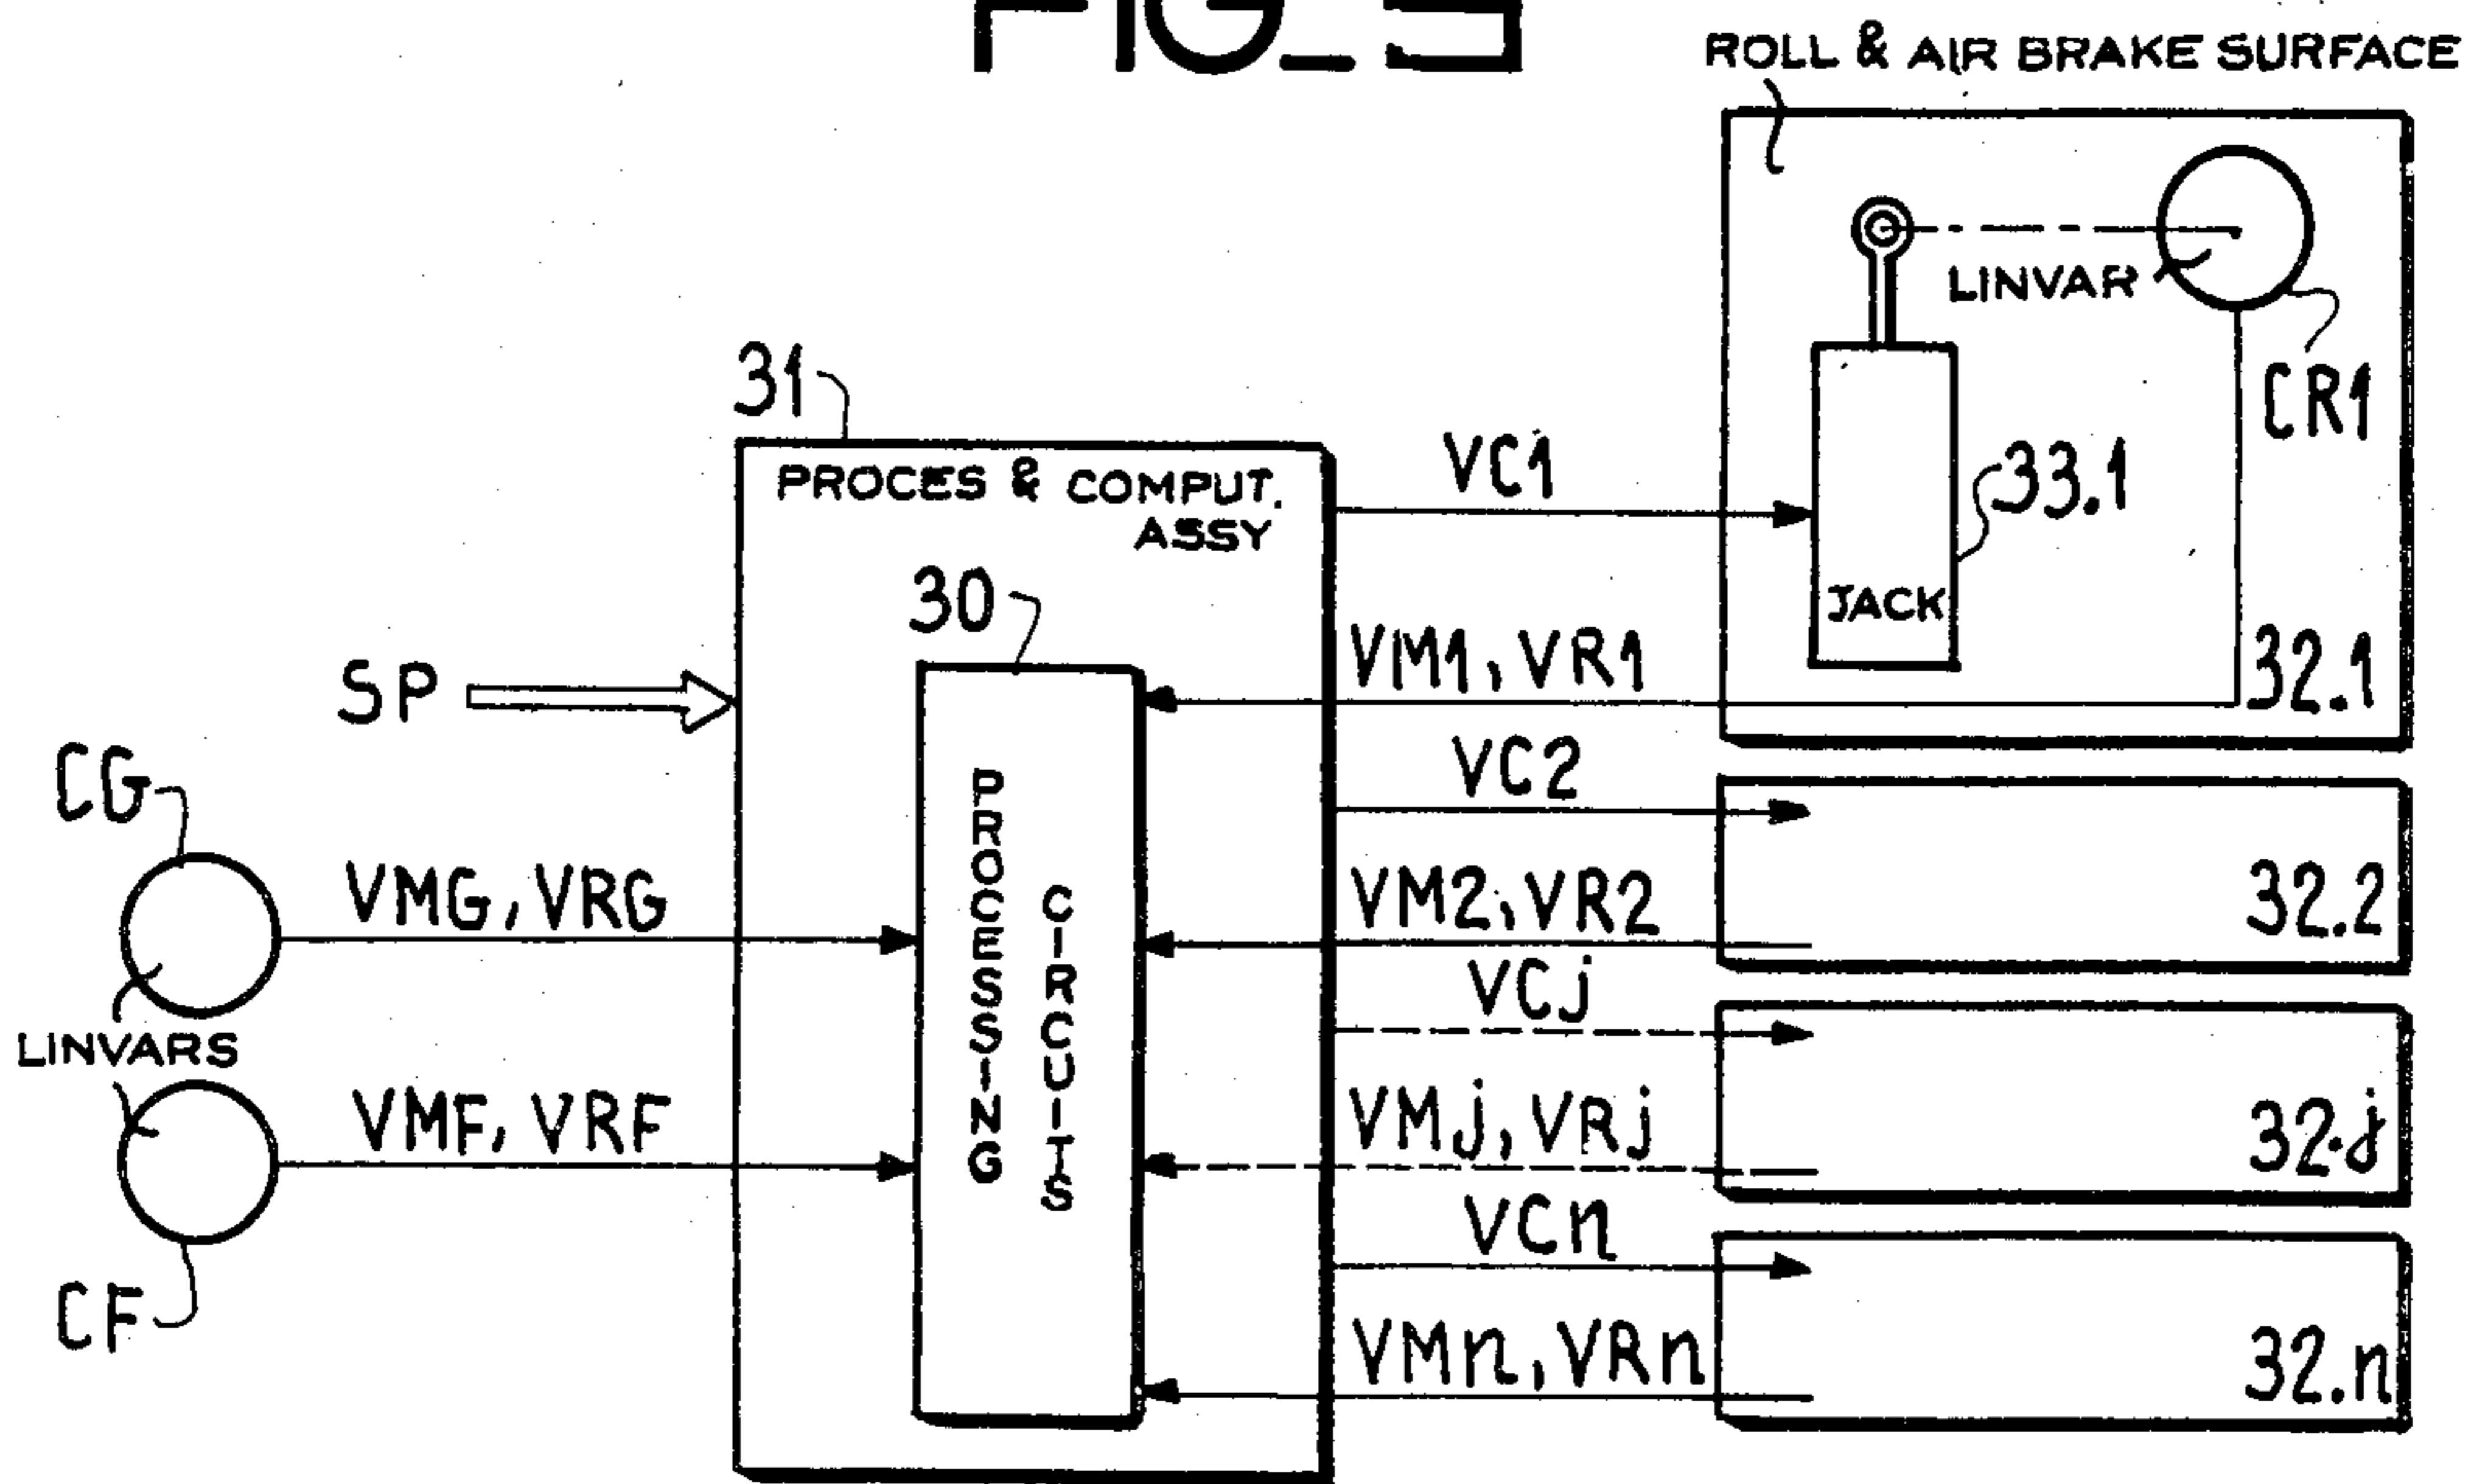 FIG_5
ROLL & AIR BRAKE SURFACE
LINVAR
CR1
31
PROCES & COMPUT.
ASSY
VC1
33.1
30
JACK
SP
VM1, VR1
32.1
CG
VC2
PROCESSING
CIRCUITS
VMG, VRG
VM2, VR2
32.2
VCj
LINVARS
VMF, VRF
VMj, VRj
32.j
VCn
CF
VMn, VRn
32.n